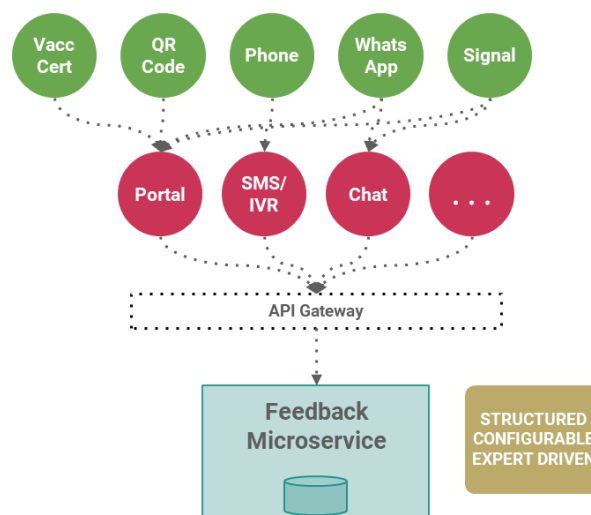 Vacc
Cert
QR
Code
Phone
Whats
App
Signal
Portal
SMS/
IVR
Chat
. . .
API Gateway
Feedback
Microservice
STRUCTURED
CONFIGURABLE
EXPERT DRIVEN